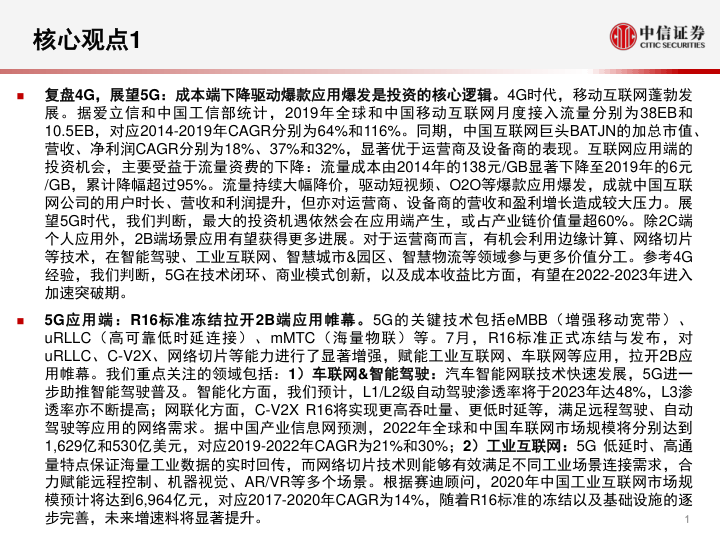 核心观点1
中信证券
CITIC SECURITIES
复盘4G，展望5G：成本端下降驱动爆款应用爆发是投资的核心逻辑。4G时代，移动互联网蓬勃发
展。据爱立信和中国工信部统计，2019年全球和中国移动互联网月度接入流量分别为38EB和
10.5EB，对应2014-2019年CAGR分别为64%和116%。同期，中国互联网巨头BATJN的加总市值、
营收、净利润CAGR分别为18%、37%和32%，显著优于运营商及设备商的表现。互联网应用端的
投资机会，主要受益于流量资费的下降：流量成本由2014年的138元/GB显著下降至2019年的6元
/GB，累计降幅超过95%。流量持续大幅降价，驱动短视频、O2O等爆款应用爆发，成就中国互联
网公司的用户时长、营收和利润提升，但亦对运营商、设备商的营收和盈利增长造成较大压力。展
望5G时代，我们判断，最大的投资机遇依然会在应用端产生，或占产业链价值量超60%。除2C端
个人应用外，2B端场景应用有望获得更多进展。对于运营商而言，有机会利用边缘计算、网络切片
等技术，在智能驾驶、工业互联网、智慧城市&园区、智慧物流等领域参与更多价值分工。参考4G
经验，我们判断，5G在技术闭环、商业模式创新，以及成本收益比方面，有望在2022-2023年进入
加速突破期。
5G应用端：R16标准冻结拉开2B端应用帷幕。5G的关键技术包括eMBB（增强移动宽带）、
uRLLC（高可靠低时延连接）、mMTC（海量物联）等。7月，R16标准正式冻结与发布，对
uRLLC、C-V2X、网络切片等能力进行了显著增强，赋能工业互联网、车联网等应用，拉开2B应
用帷幕。我们重点关注的领域包括：1）车联网&智能驾驶：汽车智能网联技术快速发展，5G进一
步助推智能驾驶普及。智能化方面，我们预计，L1/L2级自动驾驶渗透率将于2023年达48%，L3渗
透率亦不断提高；网联化方面，C-V2X R16将实现更高吞吐量、更低时延等，满足远程驾驶、自动
驾驶等应用的网络需求。据中国产业信息网预测，2022年全球和中国车联网市场规模将分别达到
1,629亿和530亿美元，对应2019-2022年CAGR为21%和30%；2）工业互联网：5G 低延时、高通
量特点保证海量工业数据的实时回传，而网络切片技术则能够有效满足不同工业场景连接需求，合
力赋能远程控制、机器视觉、AR/VR等多个场景。根据赛迪顾问，2020年中国工业互联网市场规
模预计将达到6,964亿元，对应2017-2020年CAGR为14%，随着R16标准的冻结以及基础设施的逐
步完善，未来增速料将显著提升。
1